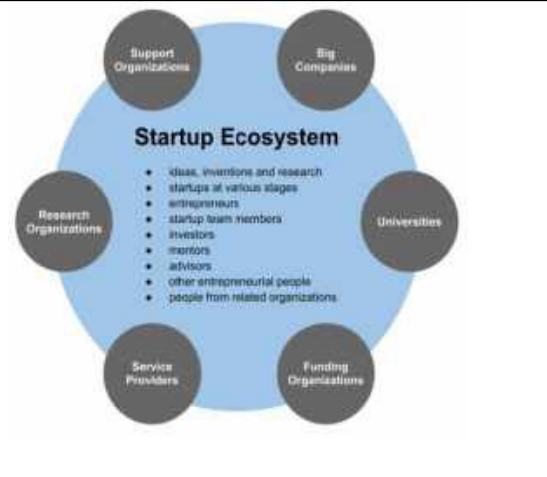 Support
Organizations
Big
Companies
Startup Ecosystem
● ideas, inventions and research
● startups at various stages
● entrepreneurs
● startup team members
● investors
● mentors
● advisors
● other entrepreneurial people
● people from related organizations
Research
Organizations
Universities
Service
Providers
Funding
Organizations